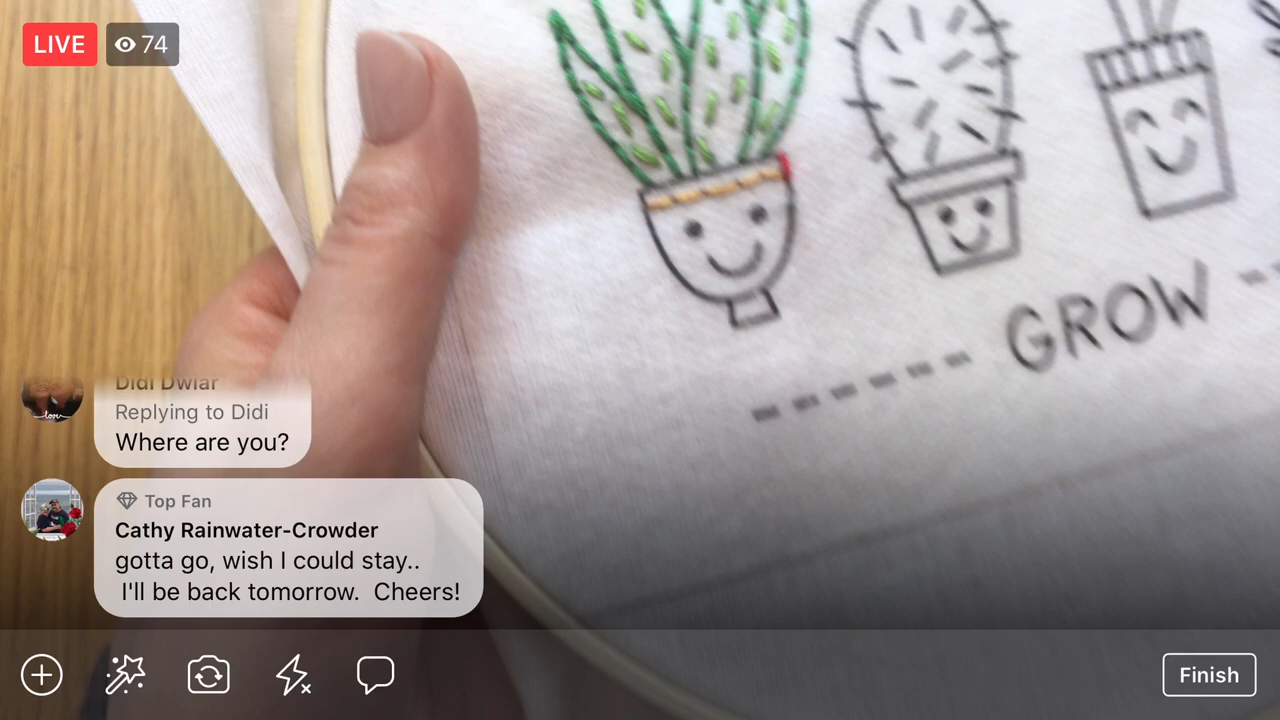 LIVE
74
GROW
Didi Dwiar
Replying to Didi
Where are you?
Top Fan
Cathy Rainwater-Crowder
gotta go, wish I could stay..
I'll be back tomorrow. Cheers!
Finish